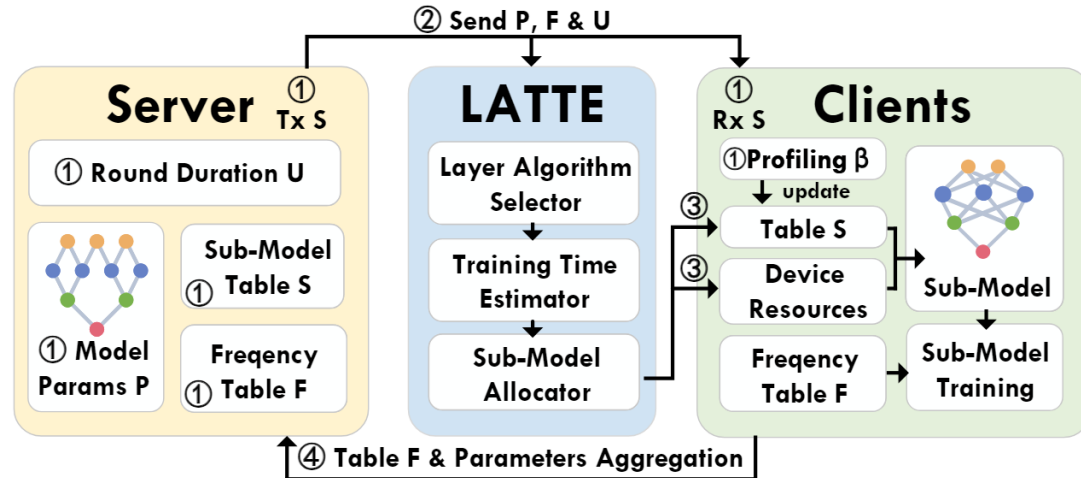 ② Send P, F & U
Server
① Tx S
① Round Duration U
① Model
Params P
Sub-Model
① Table S
Freqency
① Table F
LATTE
Layer Algorithm
Selector
Training Time
Estimator
Sub-Model
Allocator
① Rx S
Clients
① Profiling β
update
③ Table S
③ Device
Resources
Freqency
Table F
Sub-Model
Sub-Model
Training
④ Table F & Parameters Aggregation